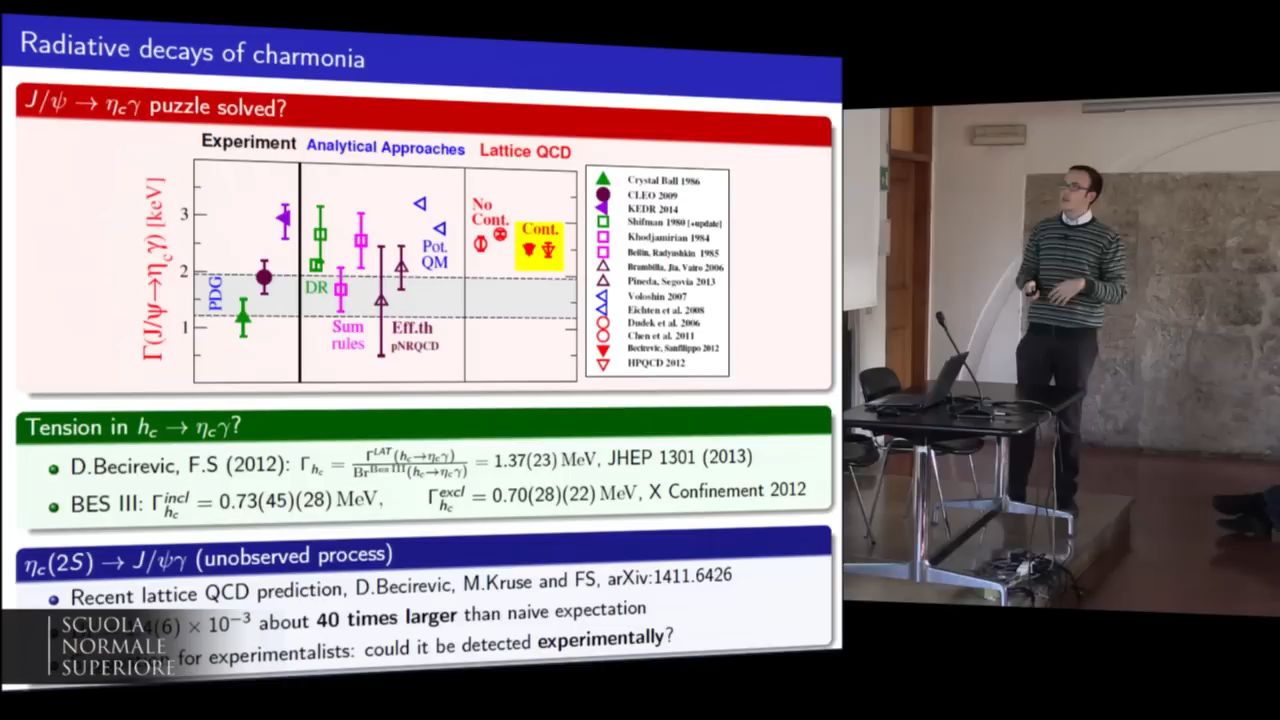 Radiative decays of charmonia
J/ψ → η_cγ puzzle solved?
Experiment Analytical Approaches Lattice QCD
Γ(J/ψ→η_cγ) [keV]
3
2
1
PDG
DR
Sum
rules
Eff.th
pNRQCD
Pot.
QM
No
Cont.
Cont.
Crystal Ball 1986
CLEO 2009
KEDR 2014
Shifman 1980 [+update]
Khodjamirian 1984
Beilin, Radyushkin 1985
Brambilla, Jia, Vairo 2006
Pineda, Segovia 2013
Voloshin 2007
Eichten et al. 2008
Dudek et al. 2006
Chen et al. 2011
Becirevic, Sanfilippo 2012
HPQCD 2012
Tension in h_c → η_cγ?
D.Becirevic, F.S (2012): Γ_{h_c} = Γ^{LAT}(h_c→η_cγ) / Br^{Bes III}(h_c→η_cγ) = 1.37(23) MeV, JHEP 1301 (2013)
BES III: Γ^{incl}_{h_c} = 0.73(45)(28) MeV, Γ^{excl}_{h_c} = 0.70(28)(22) MeV, X Confinement 2012
η_c(2S) → J/ψγ (unobserved process)
Recent lattice QCD prediction, D.Becirevic, M.Kruse and FS, arXiv:1411.6426
(6) × 10⁻³ about 40 times larger than naive expectation
for experimentalists: could it be detected experimentally?
SCUOLA
NORMALE
SUPERIORE